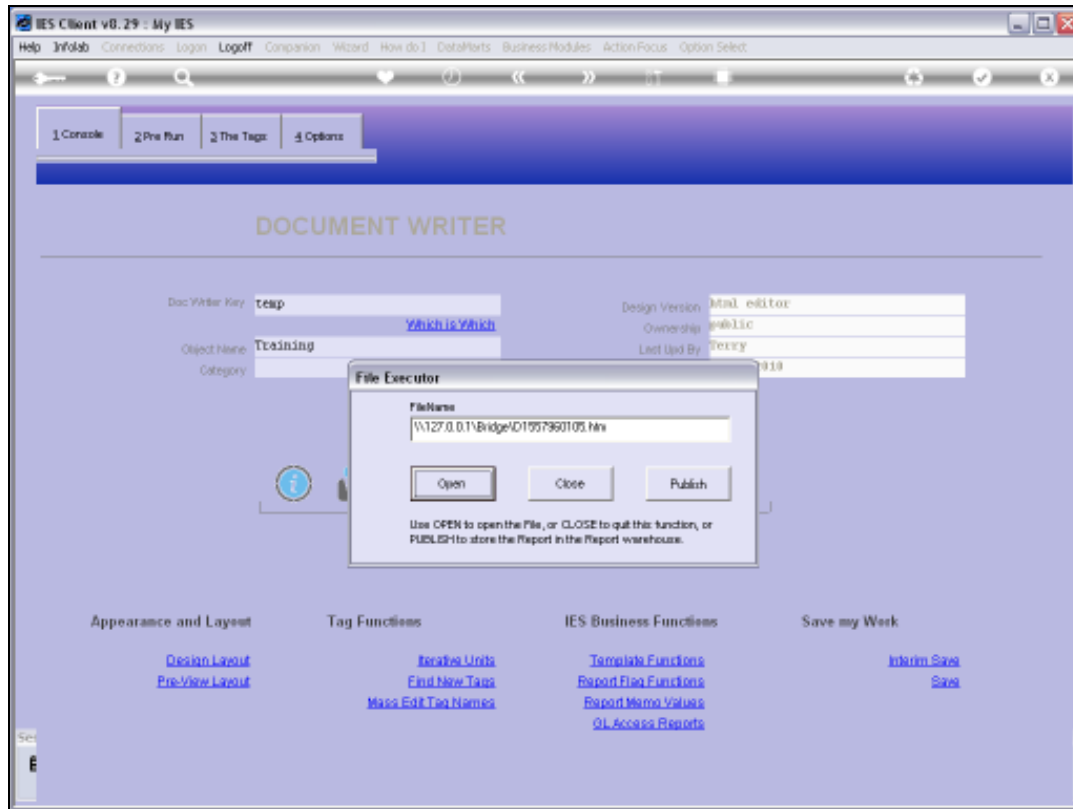 IES Client v8.29 : My IES
Help Infolab Connections Logon Logoff Companion Wizard How do I DataMarts Business Modules Action Focus Option Select
1 Console 2 Pre Run 3 The Tags 4 Options
DOCUMENT WRITER
Doc Writer Key temp Design Version html editor
Which is Which Ownership public
Object Name Training Last Upd By Terry
Category 2010
File Executor
FileName
\\127.0.0.1\Bridge\D1557960105.htm
Open Close Publish
Use OPEN to open the File, or CLOSE to quit this function, or
PUBLISH to store the Report in the Report warehouse.
Appearance and Layout Tag Functions IES Business Functions Save my Work
Design Layout Iterative Units Template Functions Interim Save
Pre-View Layout Find New Tags Report Flag Functions Save
Mass Edit Tag Names Report Memo Values
GL Access Reports